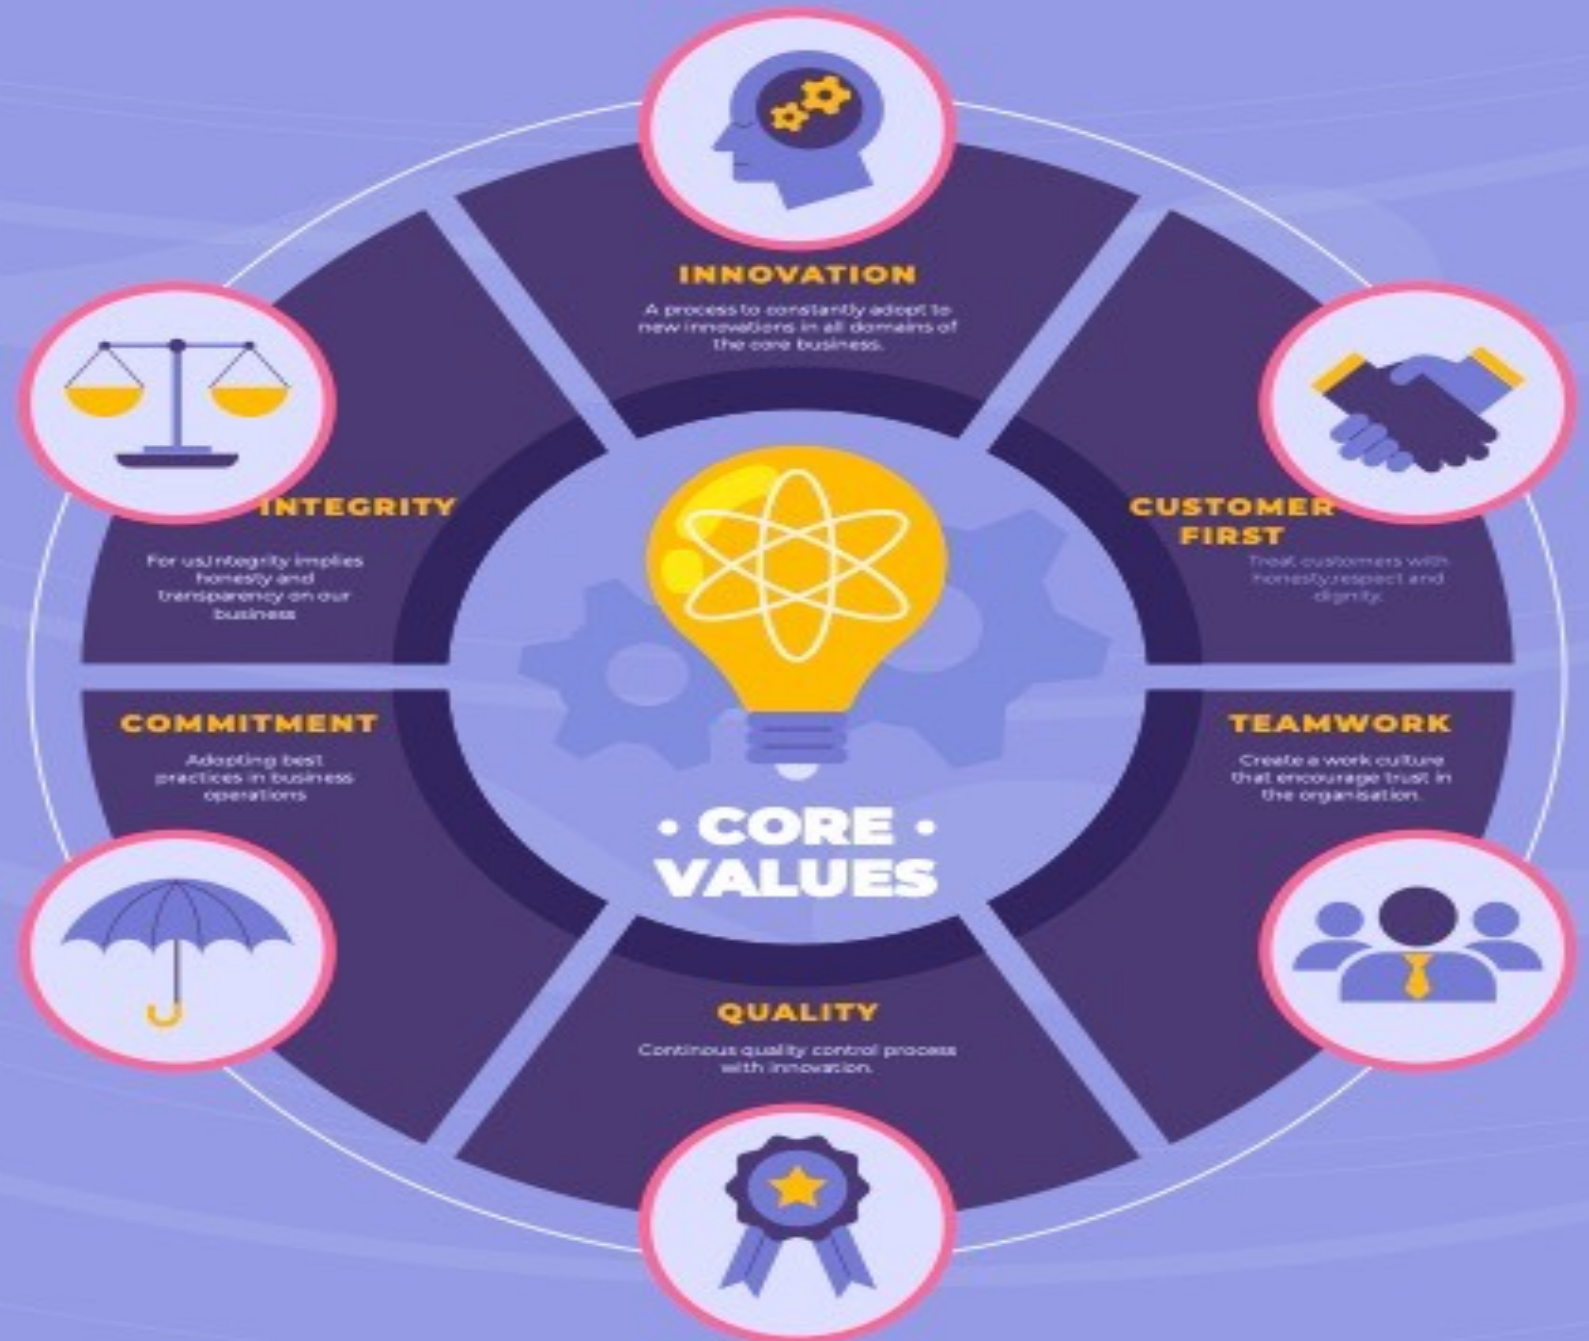 INNOVATION
A process to constantly adopt to
new innovations in all domains of
the core business.
INTEGRITY
For us,Integrity implies
honesty and
transparency on our
business
CUSTOMER
FIRST
Treat customers with
honesty,respect and
dignity.
COMMITMENT
Adopting best
practices in business
operations
TEAMWORK
Create a work culture
that encourage trust in
the organisation.
• CORE •
VALUES
QUALITY
Continous quality control process
with innovation.